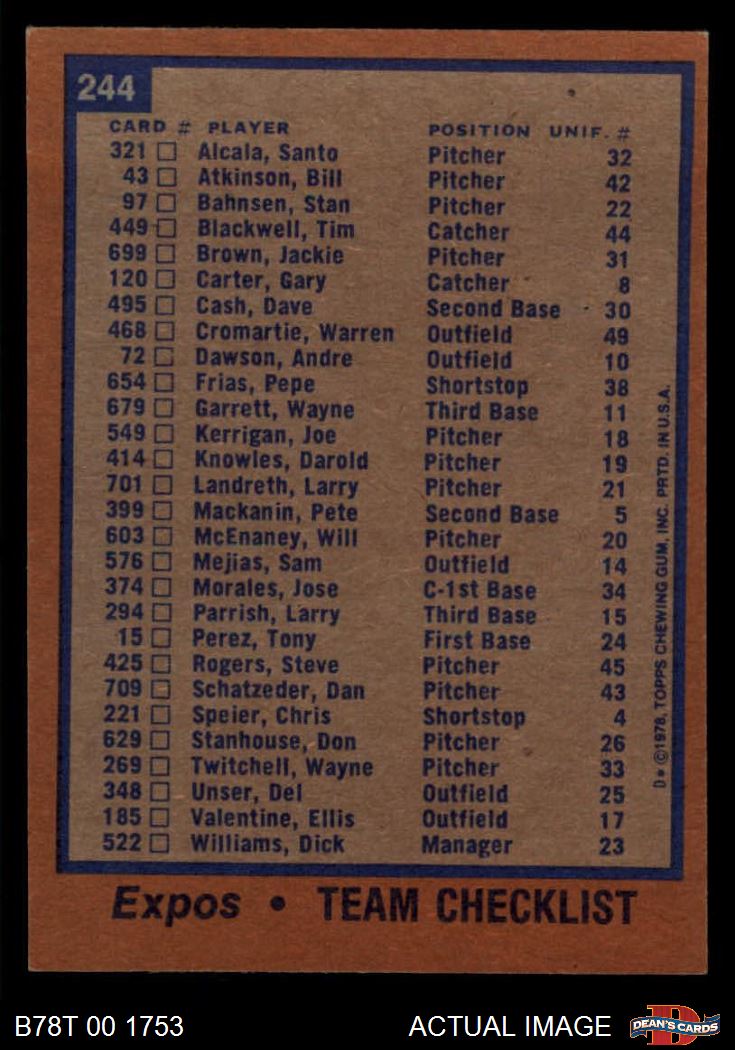 244
CARD # PLAYER POSITION UNIF. #
321 Alcala, Santo Pitcher 32
43 Atkinson, Bill Pitcher 42
97 Bahnsen, Stan Pitcher 22
449 Blackwell, Tim Catcher 44
699 Brown, Jackie Pitcher 31
120 Carter, Gary Catcher 8
495 Cash, Dave Second Base 30
468 Cromartie, Warren Outfield 49
72 Dawson, Andre Outfield 10
654 Frias, Pepe Shortstop 38
679 Garrett, Wayne Third Base 11
549 Kerrigan, Joe Pitcher 18
414 Knowles, Darold Pitcher 19
701 Landreth, Larry Pitcher 21
399 Mackanin, Pete Second Base 5
603 McEnaney, Will Pitcher 20
576 Mejias, Sam Outfield 14
374 Morales, Jose C-1st Base 34
294 Parrish, Larry Third Base 15
15 Perez, Tony First Base 24
425 Rogers, Steve Pitcher 45
709 Schatzeder, Dan Pitcher 43
221 Speier, Chris Shortstop 4
629 Stanhouse, Don Pitcher 26
269 Twitchell, Wayne Pitcher 33
348 Unser, Del Outfield 25
185 Valentine, Ellis Outfield 17
522 Williams, Dick Manager 23
D* ©1978, TOPPS CHEWING GUM, INC. PRTD. IN U.S.A.
Expos • TEAM CHECKLIST
B78T 00 1753 ACTUAL IMAGE
DEAN'S CARDS